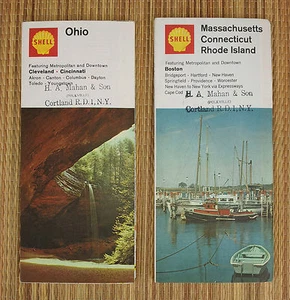 SHELL
Ohio
Featuring Metropolitan and Downtown
Cleveland - Cincinnati
Akron - Canton - Columbus - Dayton
Toledo - Youngstown
H. A. Mahan & Son
Cortland R.D.1, N.Y.
SHELL
Massachusetts
Connecticut
Rhode Island
Featuring Metropolitan and Downtown
Boston
Bridgeport - Hartford - New Haven
Springfield - Providence - Worcester
New Haven to New York via Expressways
Cape Cod
H. A. Mahan & Son
Cortland R.D.1, N.Y.